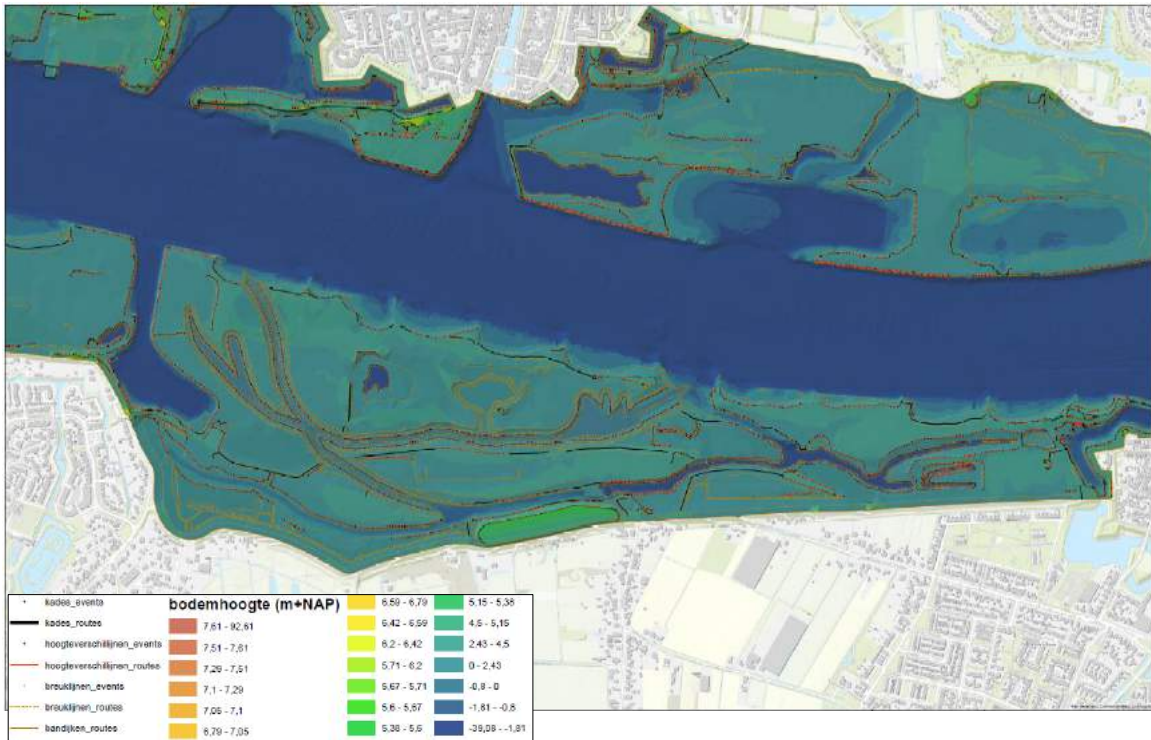 kades_events
kades_routes
hoogteverschillijnen_events
hoogteverschillijnen_routes
breuklijnen_events
breuklijnen_routes
bandijken_routes
bodemhoogte (m+NAP)
7,61 - 92,61
7,51 - 7,61
7,29 - 7,51
7,1 - 7,29
7,05 - 7,1
6,79 - 7,05
6,59 - 6,79
6,42 - 6,59
6,2 - 6,42
5,71 - 6,2
5,67 - 5,71
5,6 - 5,67
5,38 - 5,6
5,15 - 5,38
4,5 - 5,15
2,43 - 4,5
0 - 2,43
-0,8 - 0
-1,81 - -0,8
-39,08 - -1,81